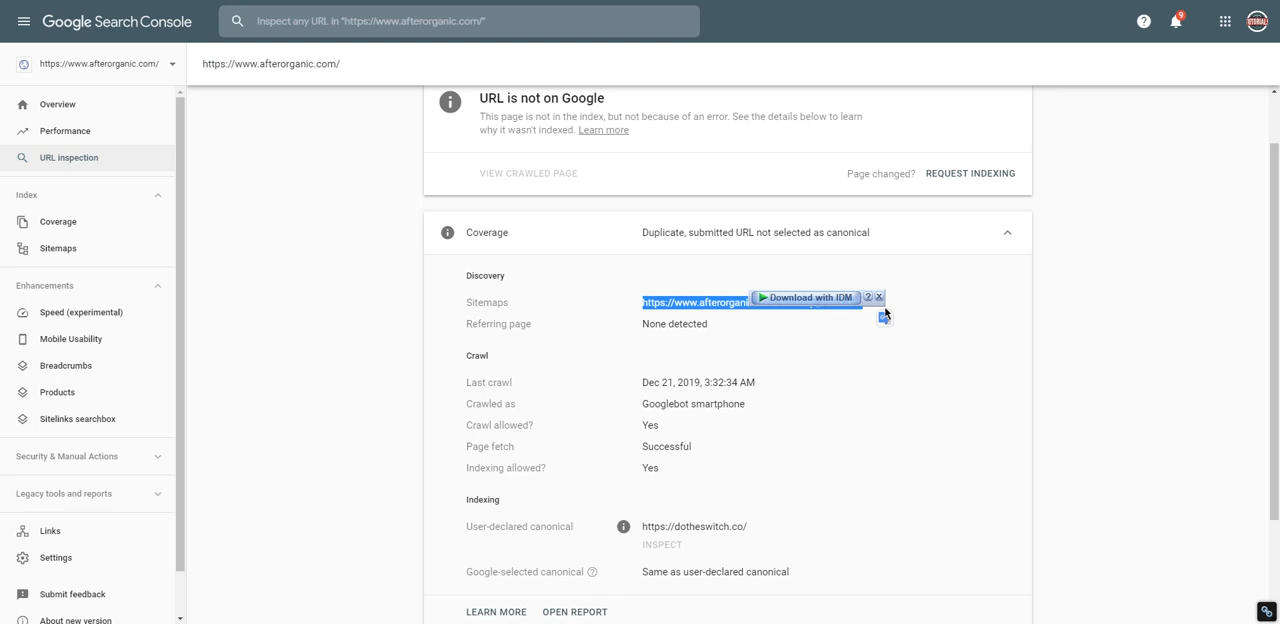 Google Search Console
Inspect any URL in "https://www.afterorganic.com/"
9
https://www.afterorganic.com/
https://www.afterorganic.com/
Overview
Performance
URL inspection
Index
Coverage
Sitemaps
Enhancements
Speed (experimental)
Mobile Usability
Breadcrumbs
Products
Sitelinks searchbox
Security & Manual Actions
Legacy tools and reports
Links
Settings
Submit feedback
About new version
URL is not on Google
This page is not in the index, but not because of an error. See the details below to learn
why it wasn't indexed. Learn more
VIEW CRAWLED PAGE
Page changed? REQUEST INDEXING
Coverage Duplicate, submitted URL not selected as canonical
Discovery
Sitemaps https://www.afterorgani
Download with IDM ? X
Referring page None detected
Crawl
Last crawl Dec 21, 2019, 3:32:34 AM
Crawled as Googlebot smartphone
Crawl allowed? Yes
Page fetch Successful
Indexing allowed? Yes
Indexing
User-declared canonical https://dotheswitch.co/
INSPECT
Google-selected canonical Same as user-declared canonical
LEARN MORE OPEN REPORT